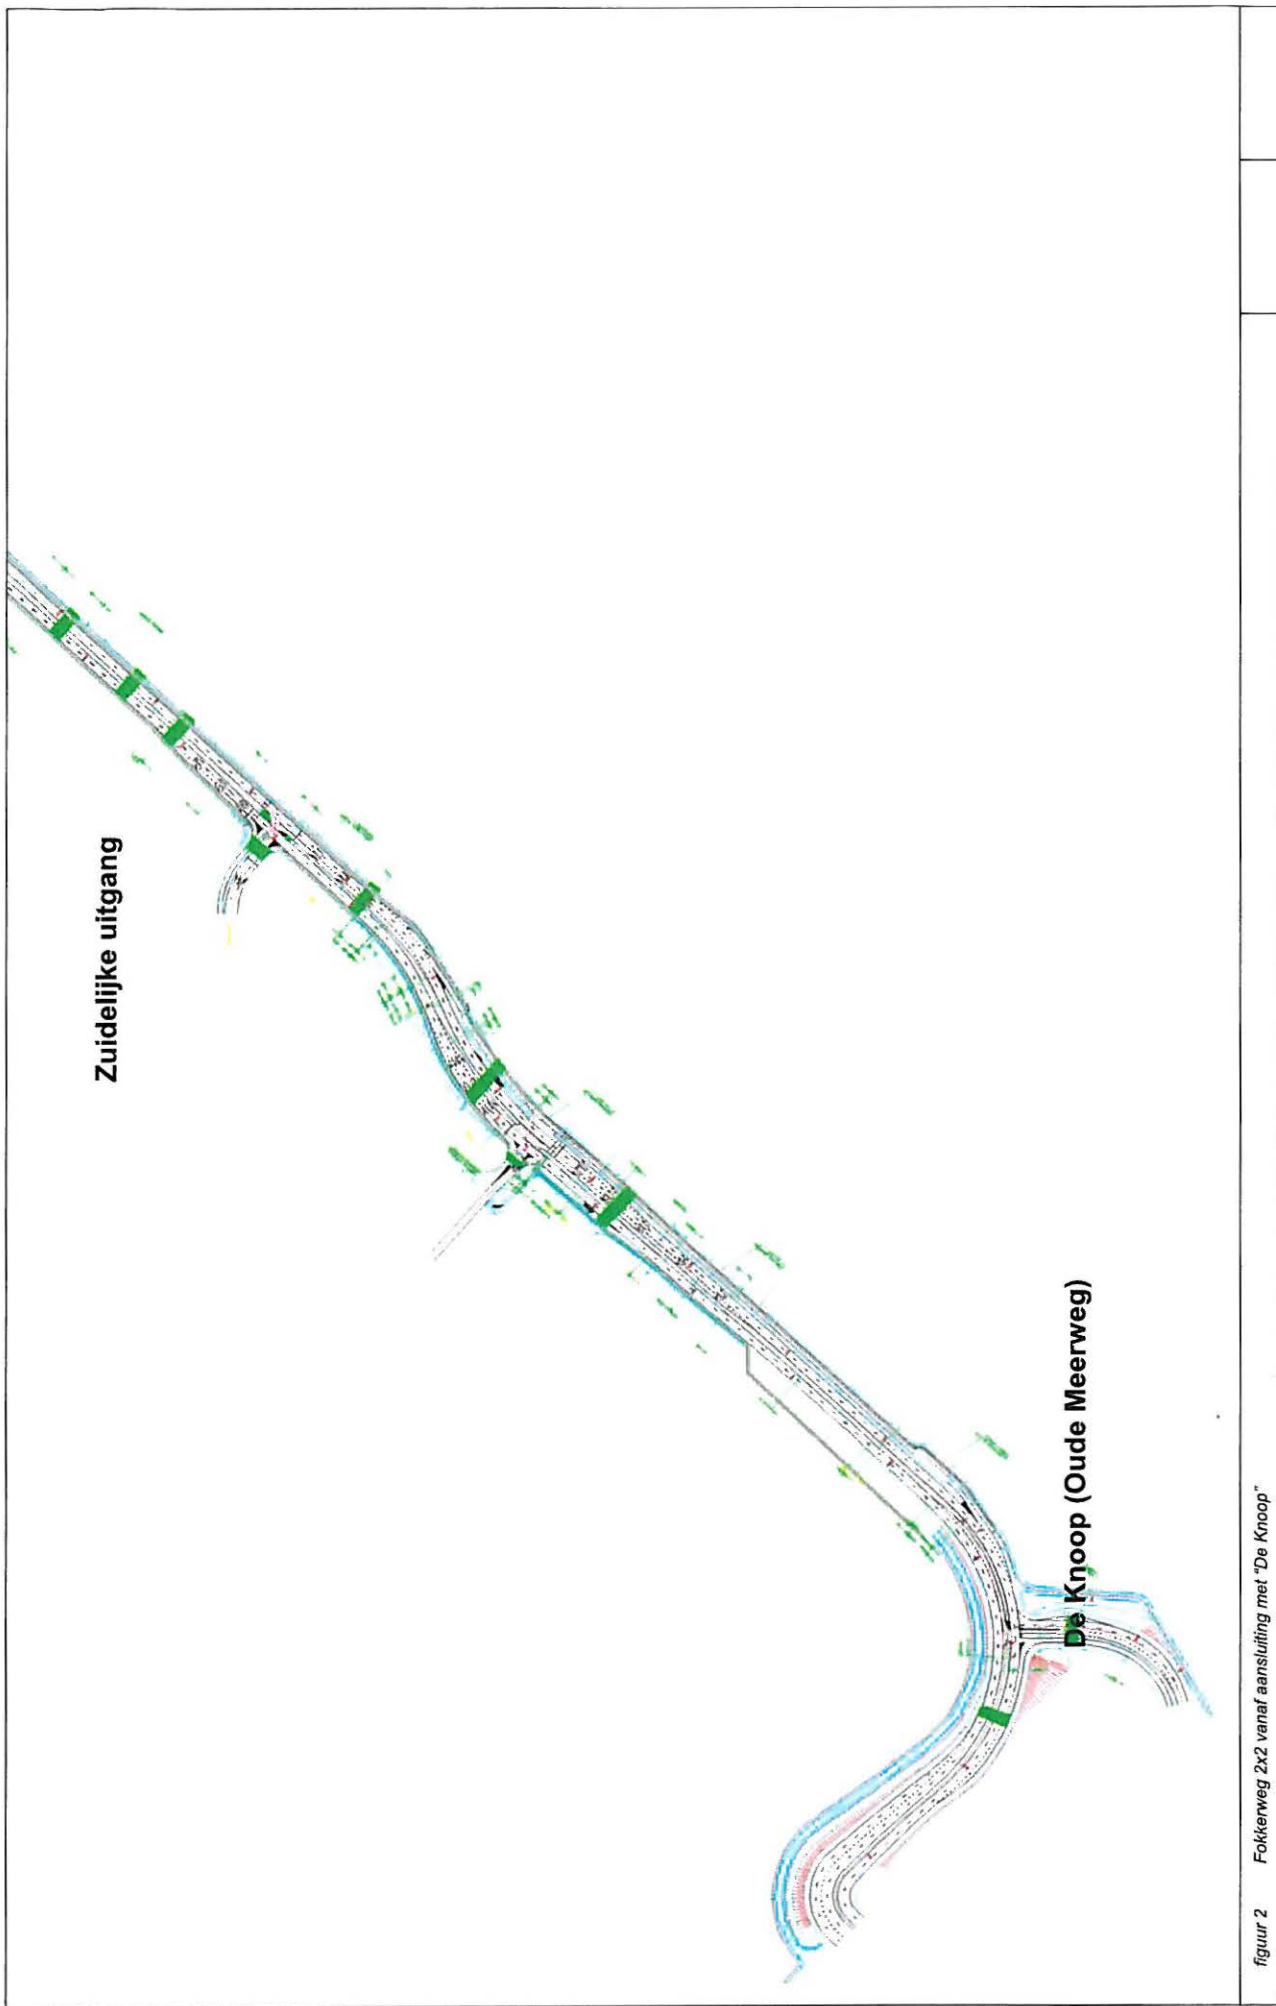 Zuidelijke uitgang
De Knoop (Oude Meerweg)
figuur 2 Fokkerweg 2x2 vanaf aansluiting met "De Knoop"